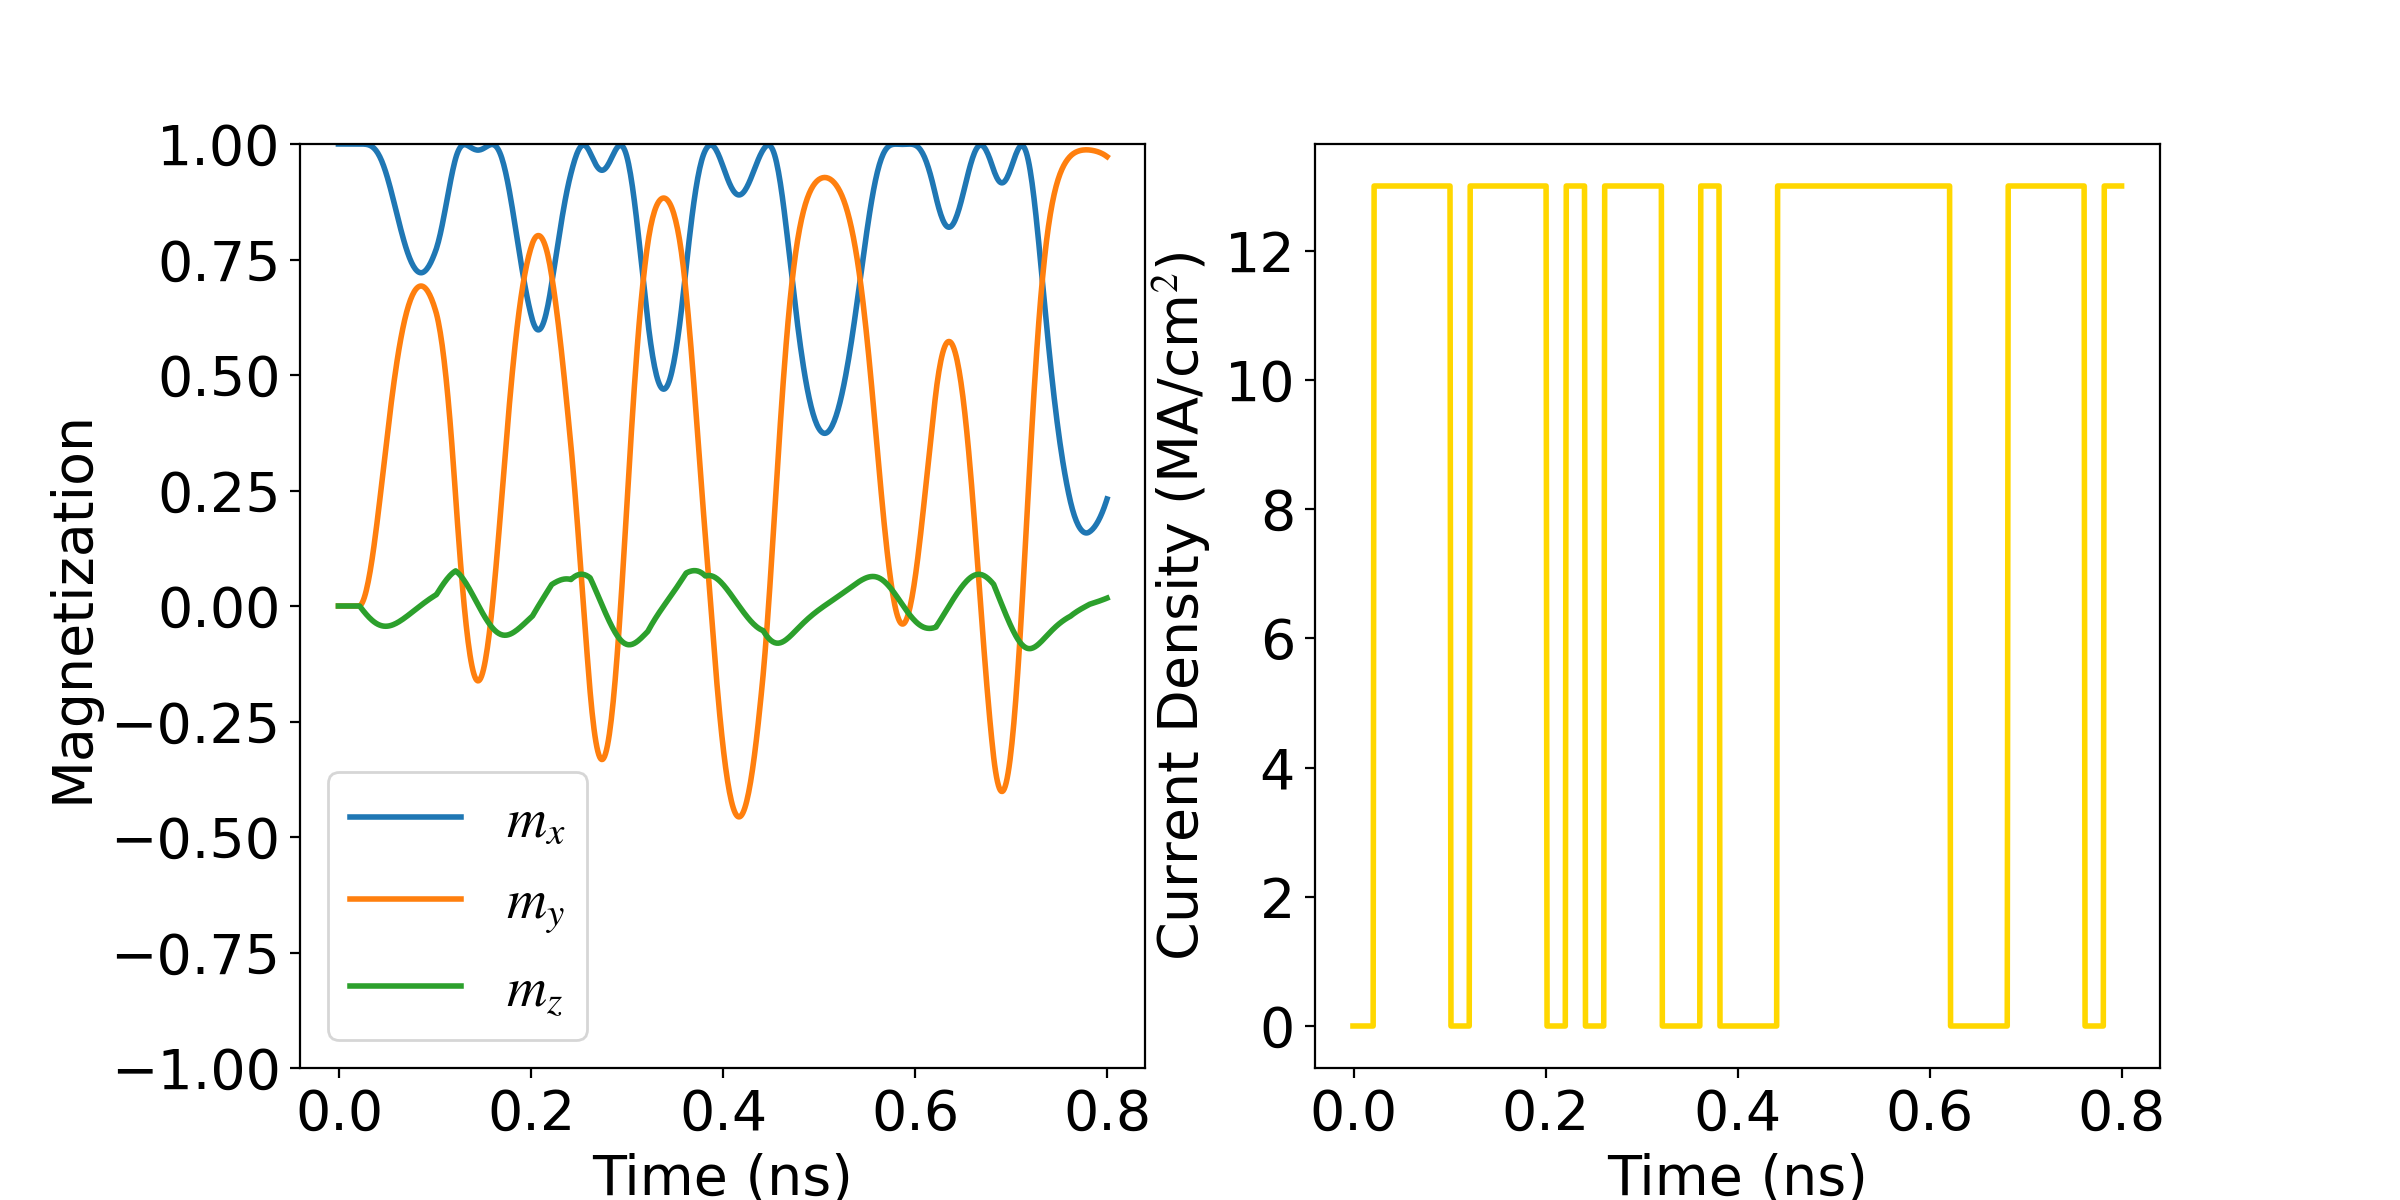 Magnetization
1.00
0.75
0.50
0.25
0.00
−0.25
−0.50
−0.75
−1.00
0.0 0.2 0.4 0.6 0.8
Time (ns)
m_x
m_y
m_z
Current Density (MA/cm²)
12
10
8
6
4
2
0
0.0 0.2 0.4 0.6 0.8
Time (ns)